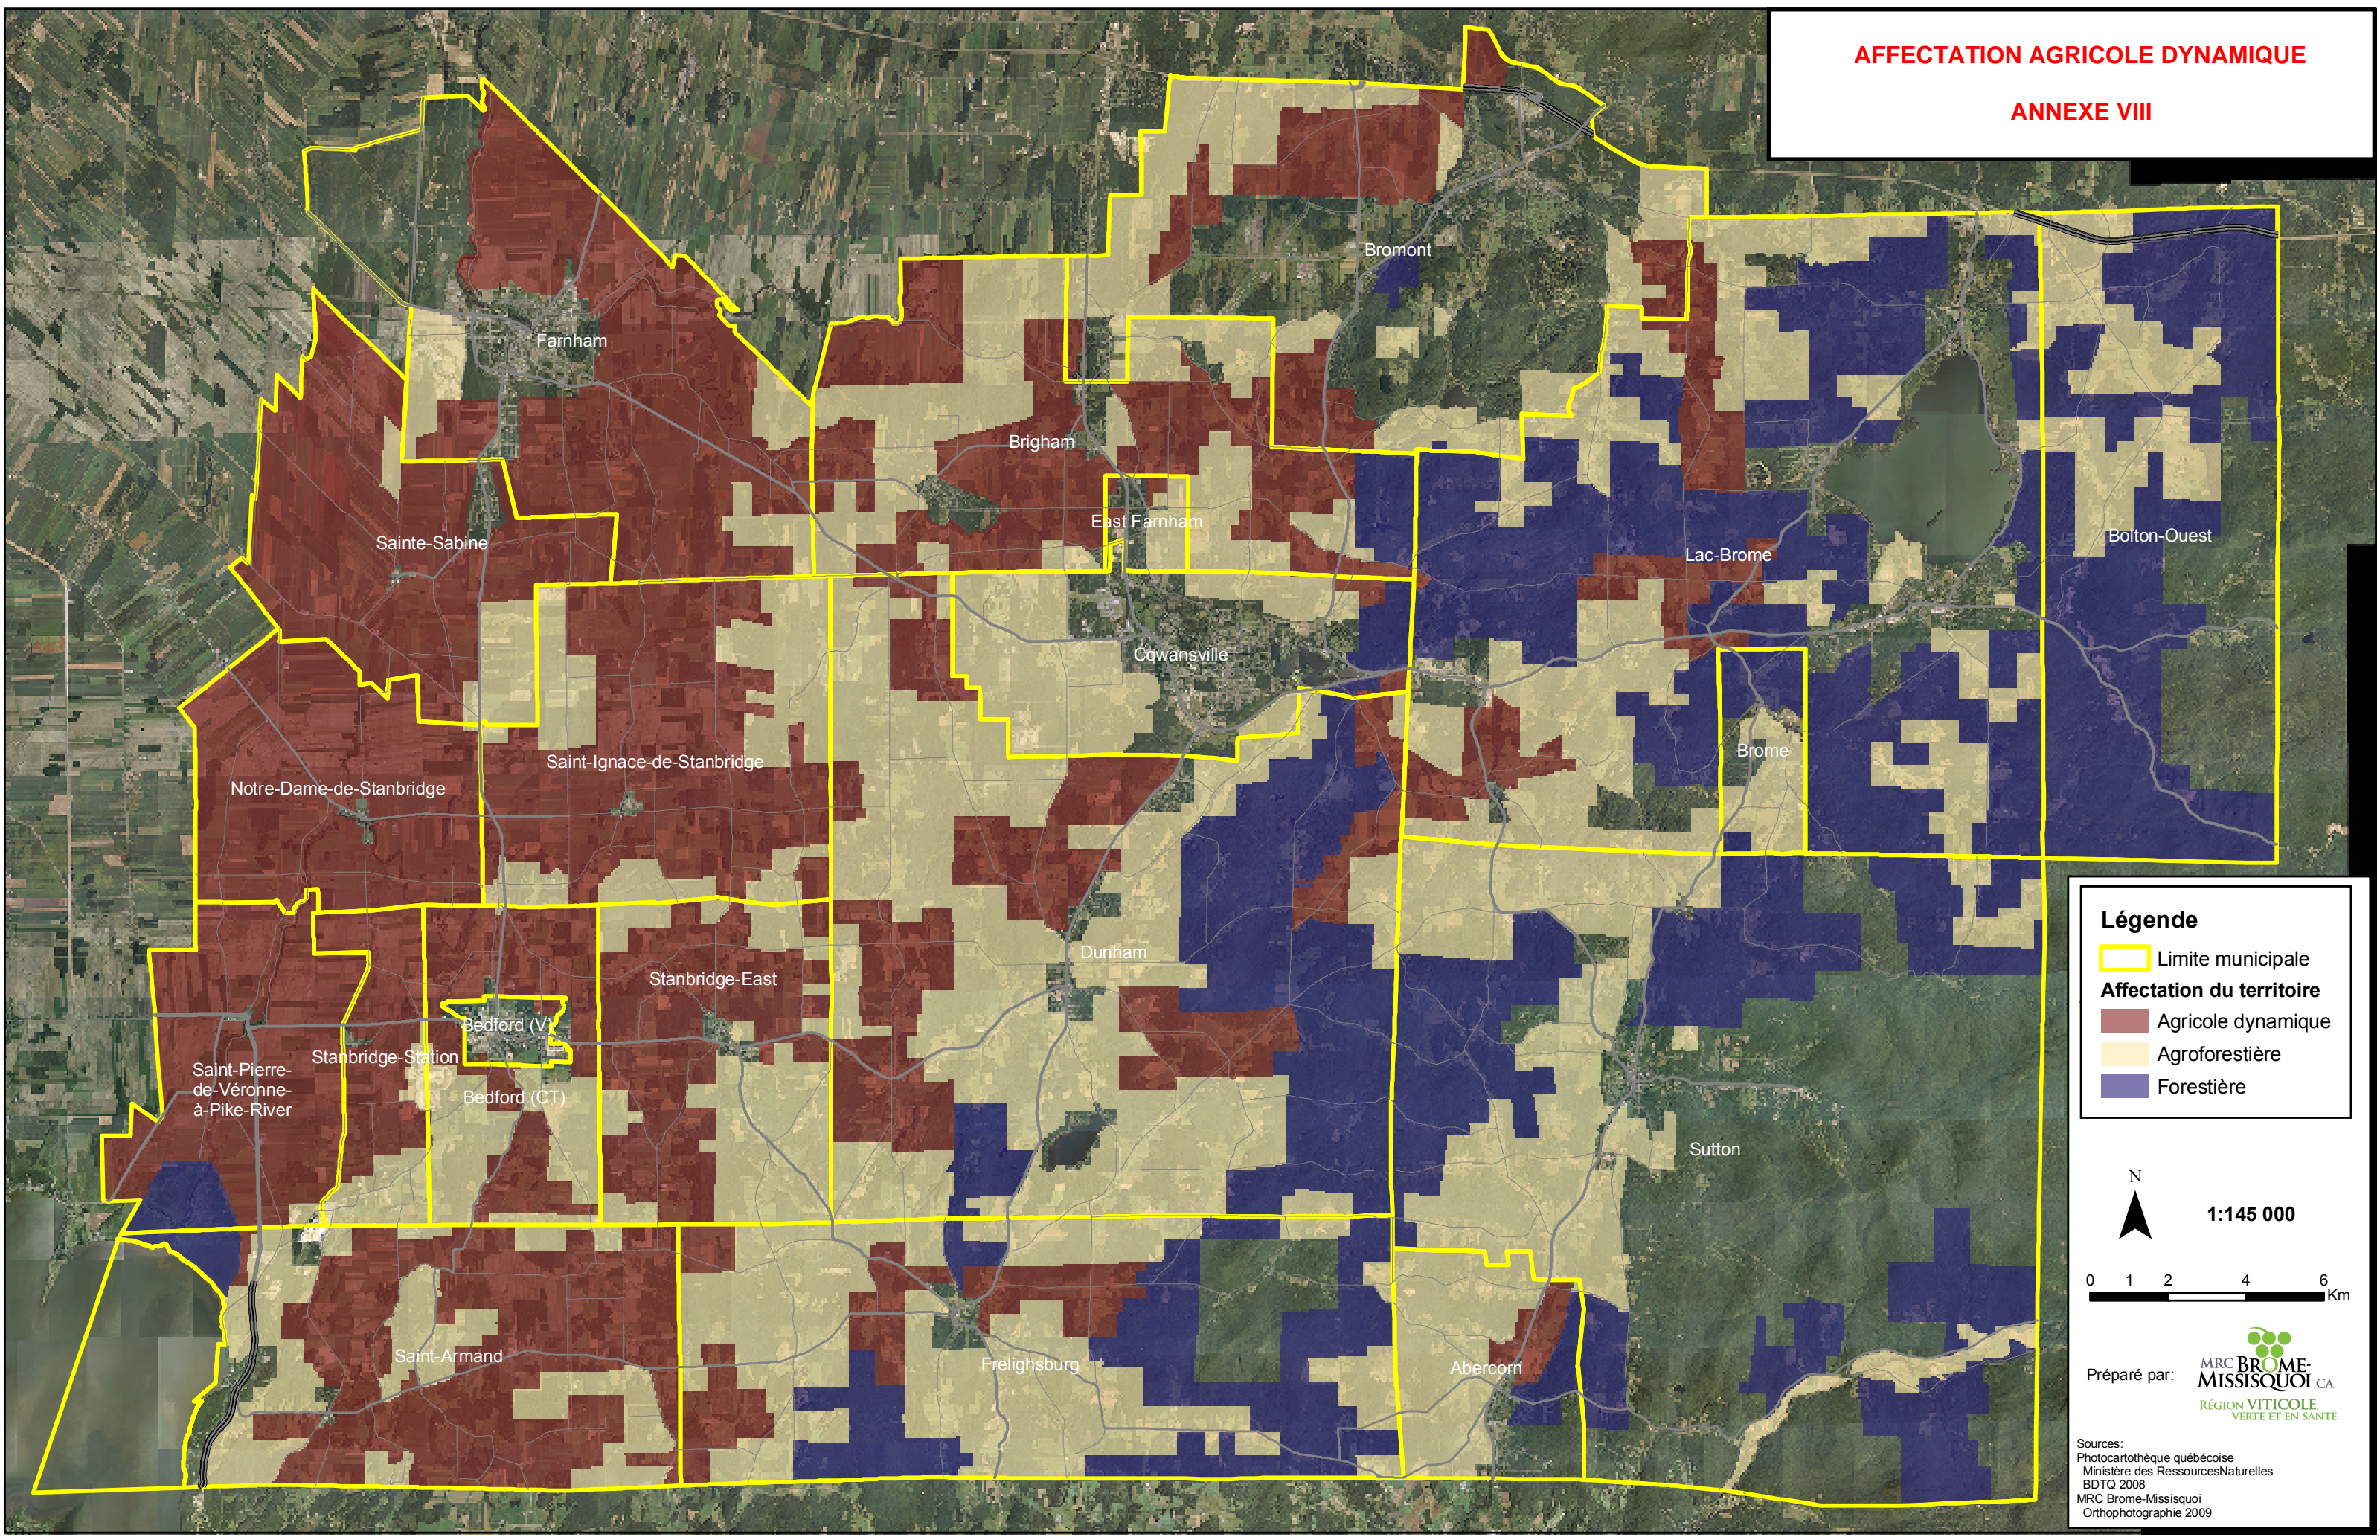 AFFECTATION AGRICOLE DYNAMIQUE
ANNEXE VIII
Bromont
Farnham
Brigham
East Farnham
Sainte-Sabine
Lac-Brome
Bolton-Ouest
Cowansville
Brome
Saint-Ignace-de-Stanbridge
Notre-Dame-de-Stanbridge
Dunham
Stanbridge-East
Bedford (V)
Stanbridge-Station
Saint-Pierre-
de-Véronne-
à-Pike-River
Bedford (CT)
Sutton
Saint-Armand
Frelighsburg
Abercorn
Légende
Limite municipale
Affectation du territoire
Agricole dynamique
Agroforestière
Forestière
N
1:145 000
0 1 2 4 6
Km
Préparé par:
MRC BROME-
MISSISQUOI.CA
RÉGION VITICOLE,
VERTE ET EN SANTÉ
Sources:
Photocartothèque québécoise
Ministère des RessourcesNaturelles
BDTQ 2008
MRC Brome-Missisquoi
Orthophotographie 2009